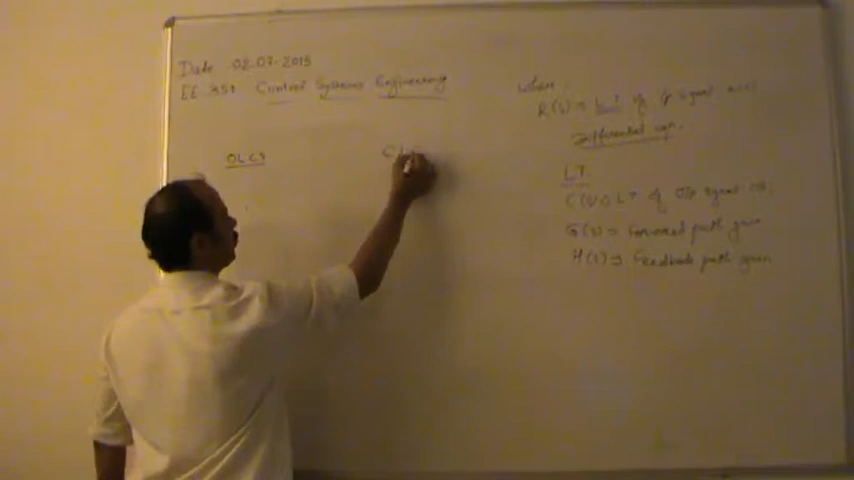 Date 02.07.2015
EE-351 Control Systems Engineering
OLCS
CL
where:
R(s) = L.T of i/p signal
Differential eqn.
LT
C(s) = LT of O/p signal
G(s) = Forward path gain
H(s) = Feedback path gain